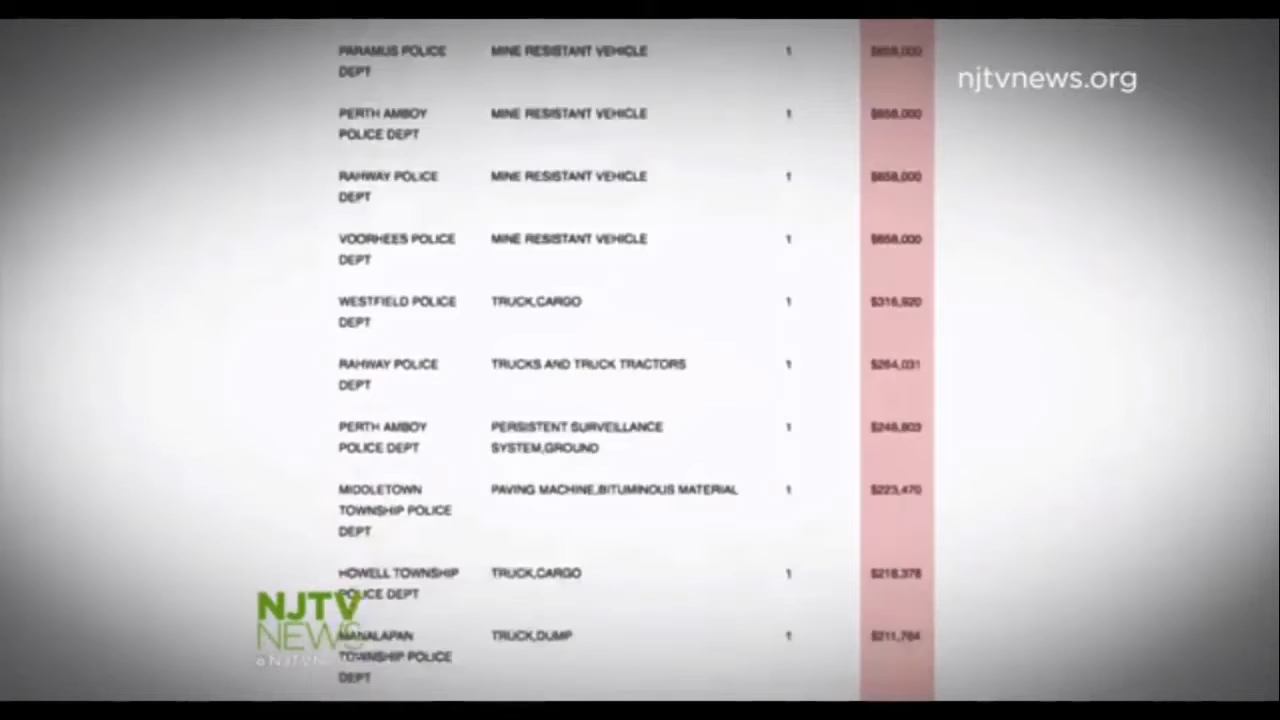 PARAMUS POLICE MINE RESISTANT VEHICLE 1 $658,000
DEPT
njtvnews.org
PERTH AMBOY MINE RESISTANT VEHICLE 1 $658,000
POLICE DEPT
RAHWAY POLICE MINE RESISTANT VEHICLE 1 $658,000
DEPT
VOORHEES POLICE MINE RESISTANT VEHICLE 1 $658,000
DEPT
WESTFIELD POLICE TRUCK,CARGO 1 $316,920
DEPT
RAHWAY POLICE TRUCKS AND TRUCK TRACTORS 1 $264,031
DEPT
PERTH AMBOY PERSISTENT SURVEILLANCE 1 $246,803
POLICE DEPT SYSTEM,GROUND
MIDDLETOWN PAVING MACHINE,BITUMINOUS MATERIAL 1 $223,470
TOWNSHIP POLICE
DEPT
HOWELL TOWNSHIP TRUCK,CARGO 1 $216,378
POLICE DEPT
NJTV
NEWS
MANALAPAN TRUCK,DUMP 1 $211,764
TOWNSHIP POLICE
DEPT